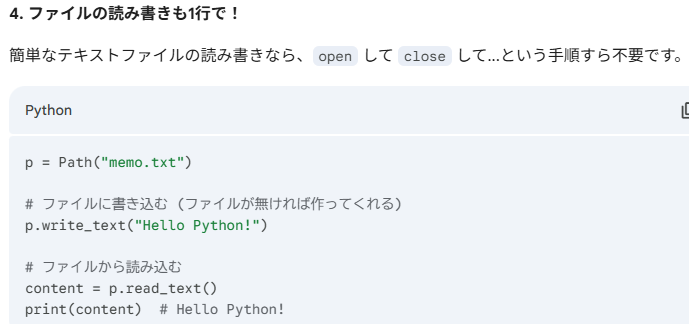 4. ファイルの読み書きも1行で！
簡単なテキストファイルの読み書きなら、 open して close して...という手順すら不要です。
Python
p = Path("memo.txt")
# ファイルに書き込む (ファイルが無ければ作ってくれる)
p.write_text("Hello Python!")
# ファイルから読み込む
content = p.read_text()
print(content)  # Hello Python!